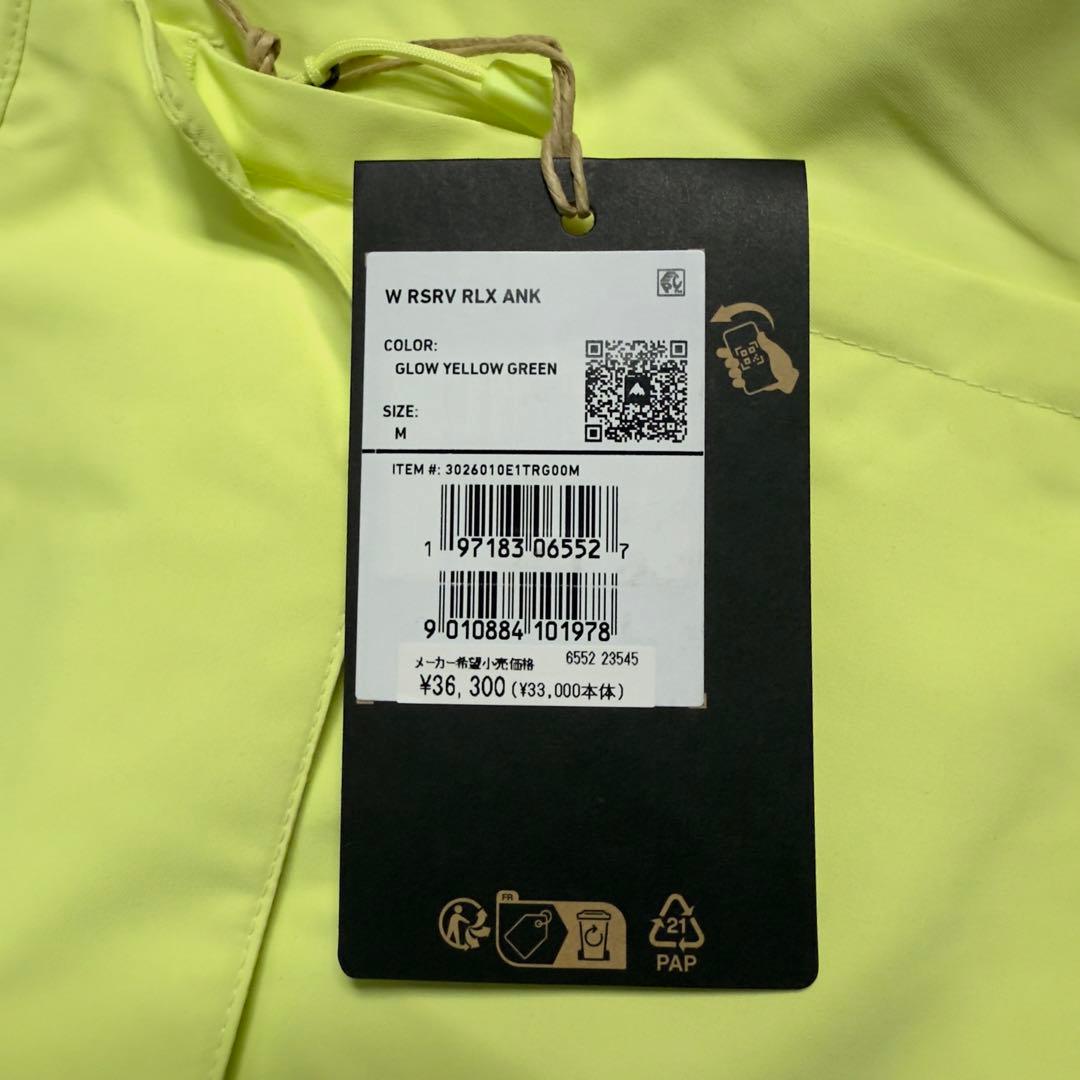 W RSRV RLX ANK
COLOR:
GLOW YELLOW GREEN
SIZE:
M
ITEM #: 3026010E1TRG00M
1 97183 06552 7
9 010884 101978
メーカー希望小売価格 6552 23545
¥36,300(¥33,000本体)
FR
21
PAP